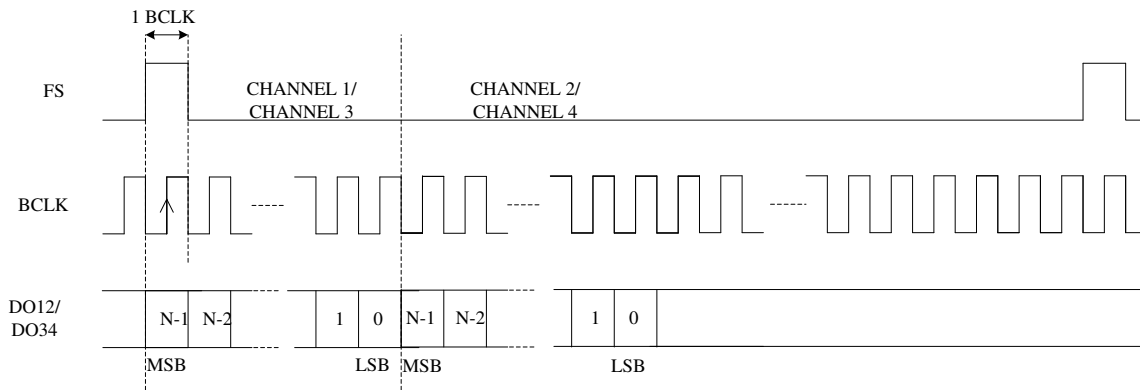 1 BCLK
FS
CHANNEL 1/
CHANNEL 3
CHANNEL 2/
CHANNEL 4
BCLK
DO12/
DO34
N-1 N-2 1 0 N-1 N-2 1 0
MSB LSB MSB LSB